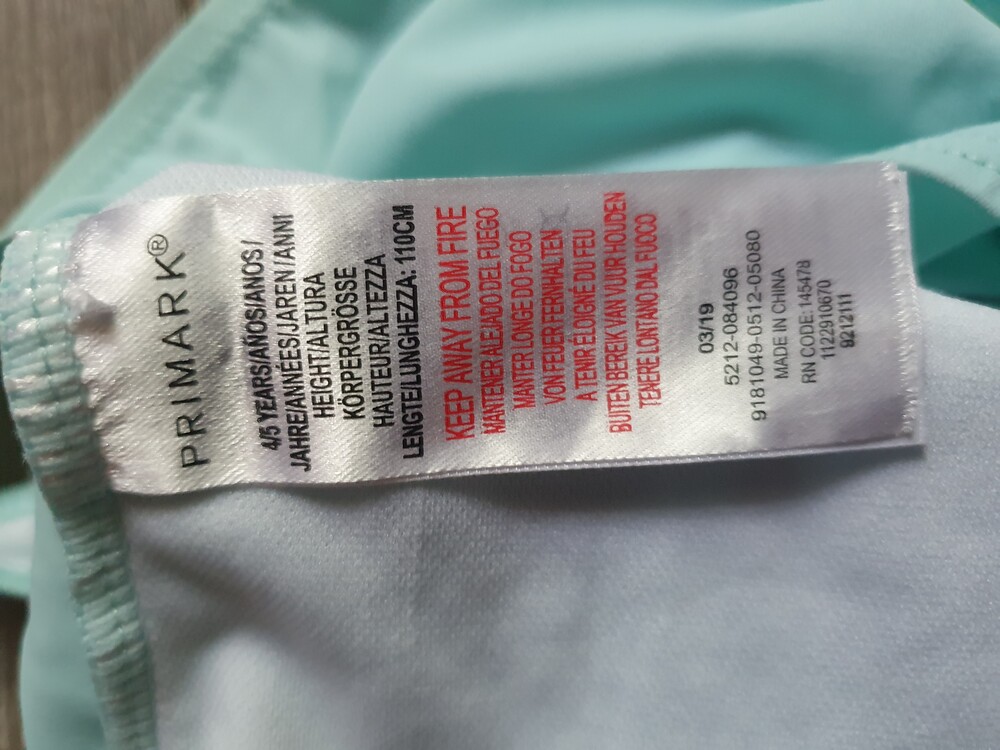 PRIMARK®
4/5 YEARS/AÑOS/ANOS/
JAHRE/ANNÉES/JAREN/ANNI
HEIGHT/ALTURA
KÖRPERGRÖSSE
HAUTEUR/ALTEZZA
LENGTE/LUNGHEZZA: 110CM
KEEP AWAY FROM FIRE
MANTENER ALEJADO DEL FUEGO
MANTER LONGE DO FOGO
VON FEUER FERNHALTEN
A TENIR ÉLOIGNÉ DU FEU
BUITEN BEREIK VAN VUUR HOUDEN
TENERE LONTANO DAL FUOCO
03/19
5212-084096
9181049-0512-05080
MADE IN CHINA
RN CODE: 145478
1122910670
9212111